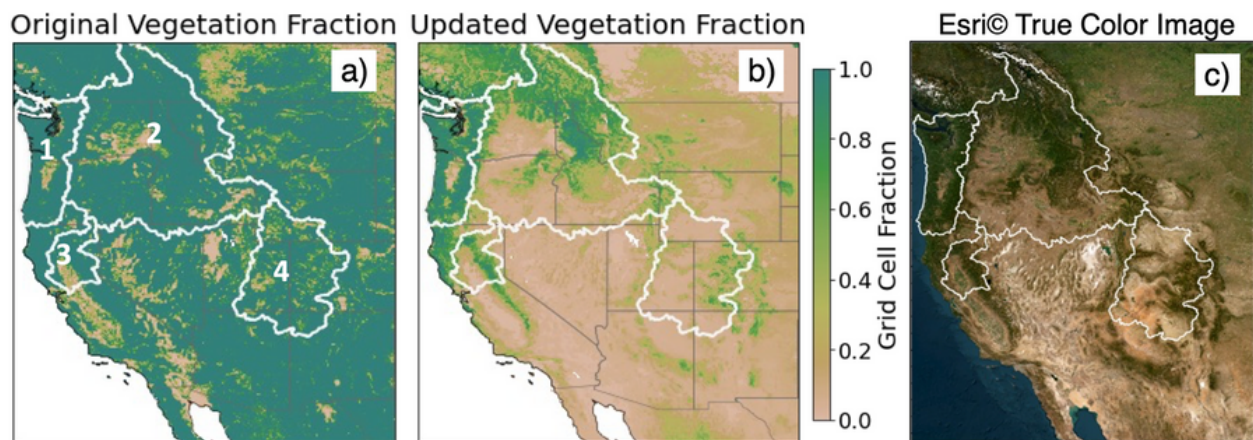 Original Vegetation Fraction
Updated Vegetation Fraction
Esri© True Color Image
a)
b)
c)
1
2
3
4
1.0
0.8
0.6
0.4
0.2
0.0
Grid Cell Fraction